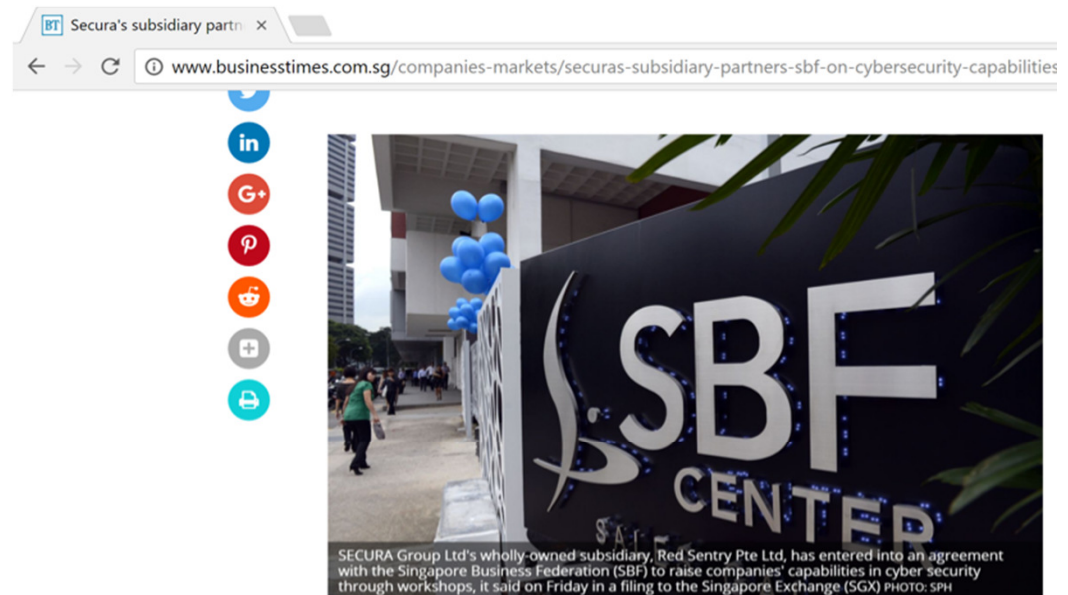 BT Secura's subsidiary partn
www.businesstimes.com.sg/companies-markets/securas-subsidiary-partners-sbf-on-cybersecurity-capabilities
in
G+
SBF
CENTER
SECURA Group Ltd's wholly-owned subsidiary, Red Sentry Pte Ltd, has entered into an agreement
with the Singapore Business Federation (SBF) to raise companies' capabilities in cyber security
through workshops, it said on Friday in a filing to the Singapore Exchange (SGX) PHOTO: SPH